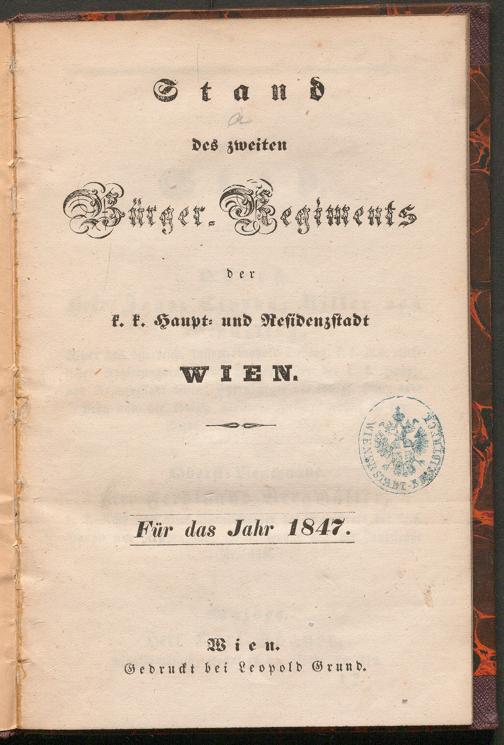 Stand
des zweiten
Bürger-Regiments
der
k. k. Haupt- und Residenzstadt
WIEN.
Für das Jahr 1847.
Wien.
Gedruckt bei Leopold Grund.